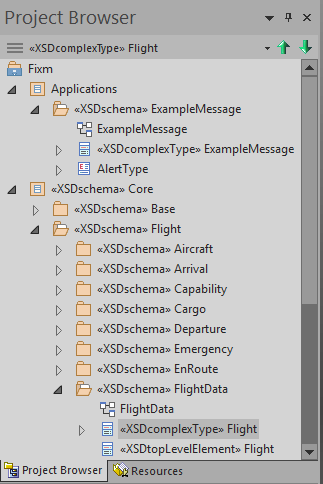 Project Browser
«XSDcomplexType» Flight
Fixm
Applications
«XSDschema» ExampleMessage
ExampleMessage
«XSDcomplexType» ExampleMessage
AlertType
«XSDschema» Core
«XSDschema» Base
«XSDschema» Flight
«XSDschema» Aircraft
«XSDschema» Arrival
«XSDschema» Capability
«XSDschema» Cargo
«XSDschema» Departure
«XSDschema» Emergency
«XSDschema» EnRoute
«XSDschema» FlightData
FlightData
«XSDcomplexType» Flight
«XSDtopLevelElement» Flight
Project Browser Resources